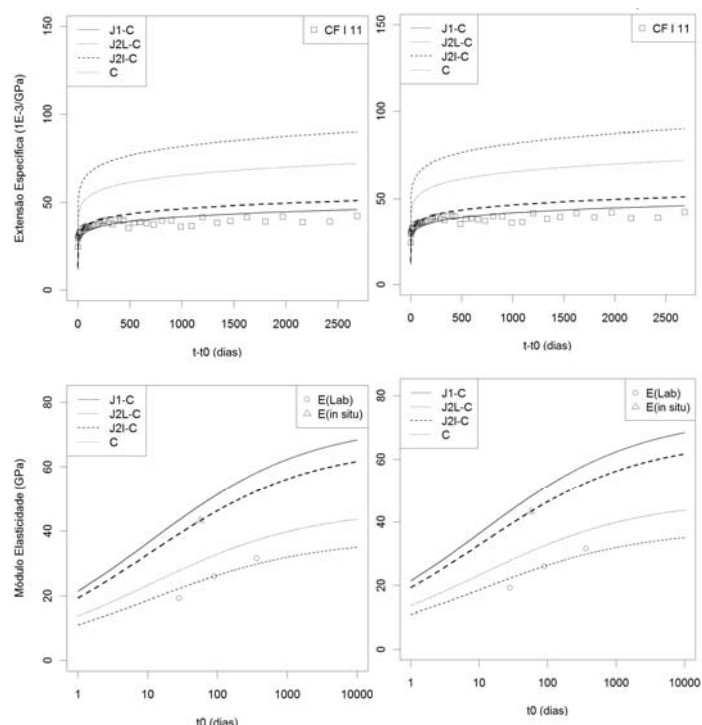 Extensão Específica (1E-3/GPa)
150
100
50
0
J1-C
J2L-C
J2I-C
C
CF I 11
0 500 1000 1500 2000 2500
t-t0 (dias)
150
100
50
0
J1-C
J2L-C
J2I-C
C
CF I 11
0 500 1000 1500 2000 2500
t-t0 (dias)
Módulo Elasticidade (GPa)
80
60
40
20
0
J1-C
J2L-C
J2I-C
C
E(Lab)
E(in situ)
1 10 100 1000 10000
t0 (dias)
80
60
40
20
0
J1-C
J2L-C
J2I-C
C
E(Lab)
E(in situ)
1 10 100 1000 10000
t0 (dias)